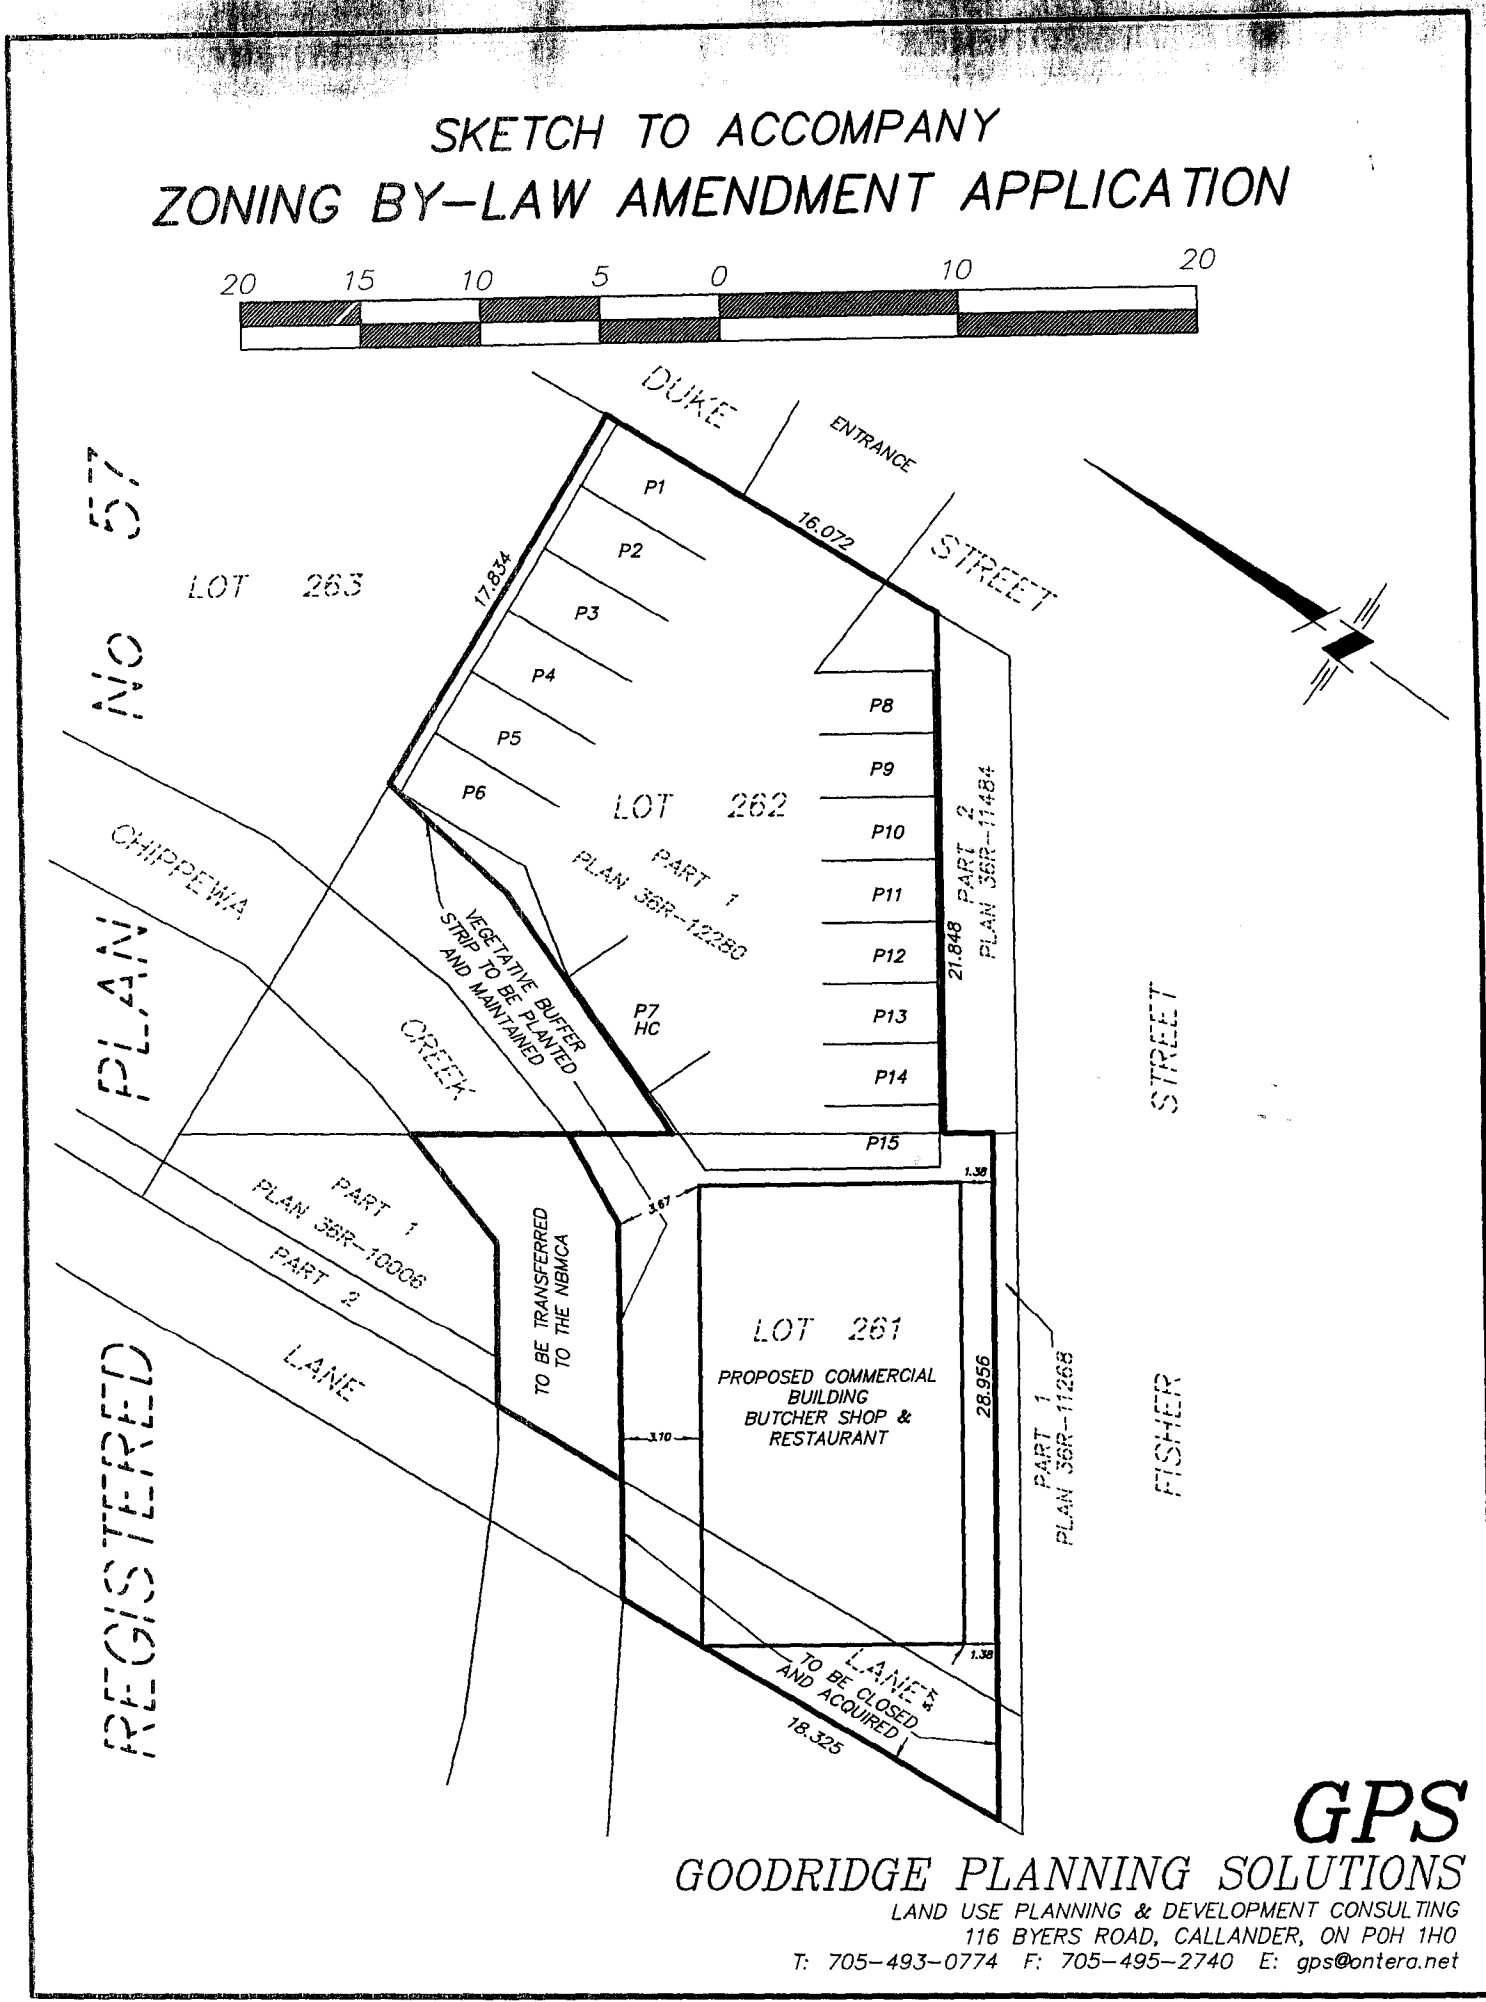 SKETCH TO ACCOMPANY
ZONING BY-LAW AMENDMENT APPLICATION
20 15 10 5 0 10 20
DUKE
STREET
ENTRANCE
16.072
17.834
REGISTERED PLAN No 57
LOT 263
P1
P2
P3
P4
P5
P6
LOT 262
PART 1
PLAN 36R-12280
P8
P9
P10
P11
P12
P13
P14
P15
21.848
PART 2
PLAN 36R-11484
CHIPPEWA
CREEK
VEGETATIVE BUFFER
STRIP TO BE PLANTED
AND MAINTAINED
P7
HC
FISHER STREET
1.38
3.67
PART 1
PLAN 36R-10006
PART 2
LANE
TO BE TRANSFERRED
TO THE NBMCA
LOT 261
PROPOSED COMMERCIAL
BUILDING
BUTCHER SHOP &
RESTAURANT
3.10
28.956
PART 1
PLAN 36R-11268
1.38
LANE
TO BE CLOSED
AND ACQUIRED
18.325
GPS
GOODRIDGE PLANNING SOLUTIONS
LAND USE PLANNING & DEVELOPMENT CONSULTING
116 BYERS ROAD, CALLANDER, ON P0H 1H0
T: 705-493-0774 F: 705-495-2740 E: gps@ontera.net